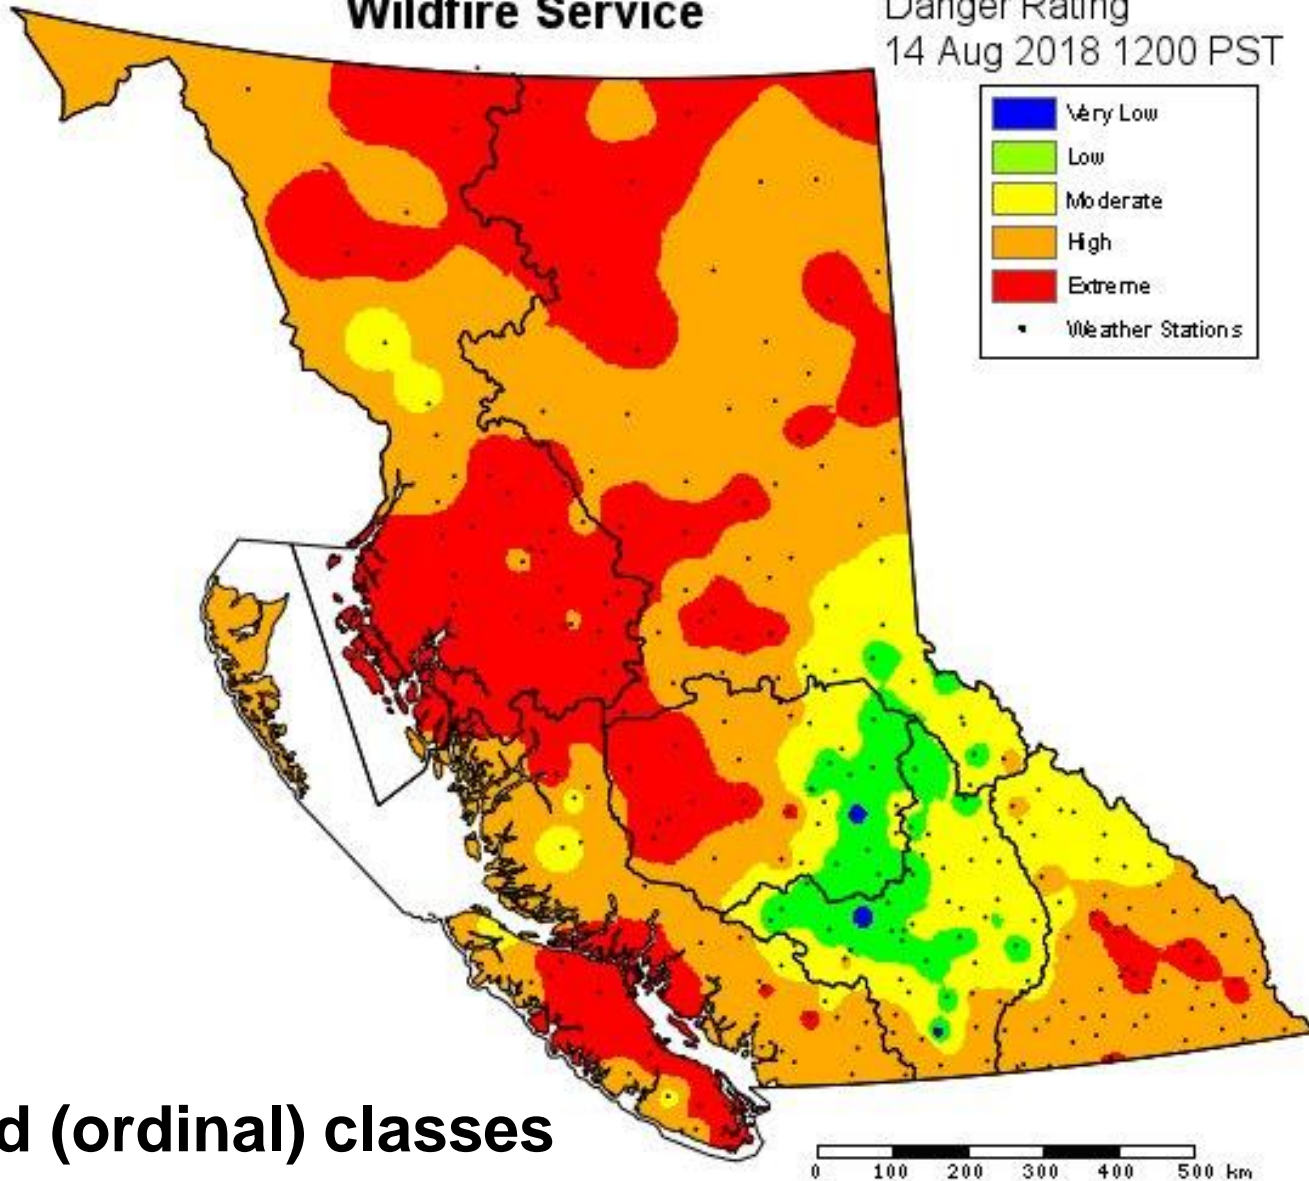 Wildfire Service
Danger Rating
14 Aug 2018 1200 PST
Very Low
Low
Moderate
High
Extreme
Weather Stations
d (ordinal) classes
0 100 200 300 400 500 km